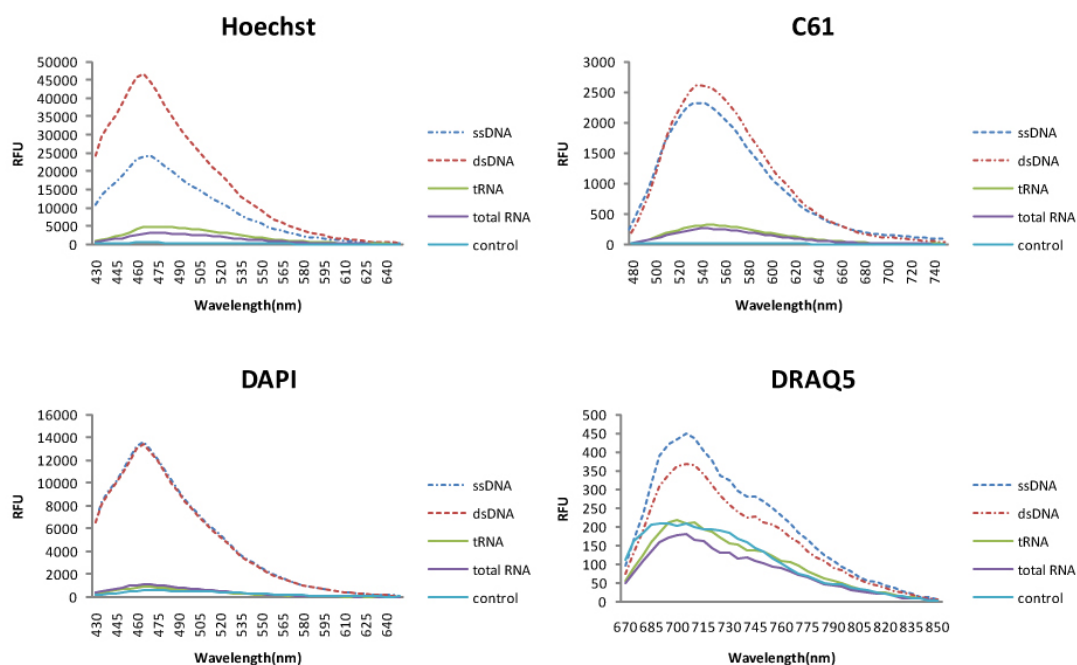 Hoechst
50000
45000
40000
35000
30000
25000
20000
15000
10000
5000
0
RFU
430 445 460 475 490 505 520 535 550 565 580 595 610 625 640
Wavelength(nm)
ssDNA
dsDNA
tRNA
total RNA
control
C61
3000
2500
2000
1500
1000
500
0
RFU
480 500 520 540 560 580 600 620 640 660 680 700 720 740
Wavelength(nm)
ssDNA
dsDNA
tRNA
total RNA
control
DAPI
16000
14000
12000
10000
8000
6000
4000
2000
0
RFU
430 445 460 475 490 505 520 535 550 565 580 595 610 625 640
Wavelength(nm)
ssDNA
dsDNA
tRNA
total RNA
control
DRAQ5
500
450
400
350
300
250
200
150
100
50
0
RFU
670 685 700 715 730 745 760 775 790 805 820 835 850
Wavelength(nm)
ssDNA
dsDNA
tRNA
total RNA
control